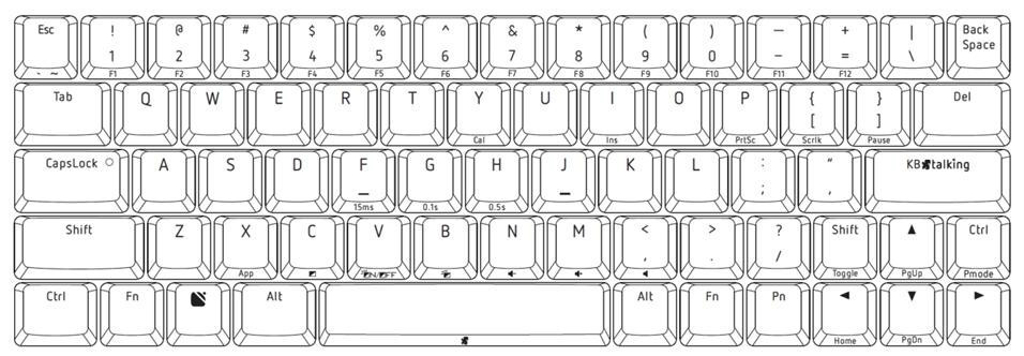 Esc ! @ # $ % ^ & * ( ) — + | Back
Space
1 2 3 4 5 6 7 8 9 0 - = \
` ~ F1 F2 F3 F4 F5 F6 F7 F8 F9 F10 F11 F12
Tab Q W E R T Y U I O P { } Del
[ ]
Cal Ins PrtSc Scrlk Pause
CapsLock A S D F G H J K L : “ KBtalking
; ,
15ms 0.1s 0.5s
Shift Z X C V B N M < > ? Shift Ctrl
, . /
App ON/OFF Toggle PgUp Pmode
Ctrl Fn Alt Alt Fn Pn
Home PgDn End